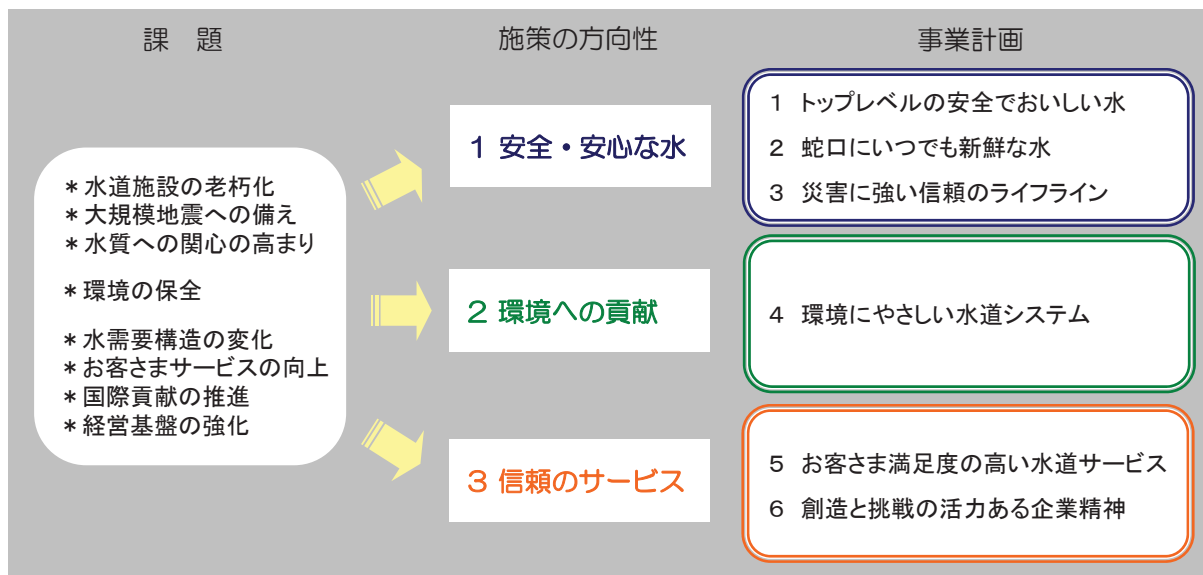 課　題
施策の方向性
事業計画
＊水道施設の老朽化
＊大規模地震への備え
＊水質への関心の高まり
＊環境の保全
＊水需要構造の変化
＊お客さまサービスの向上
＊国際貢献の推進
＊経営基盤の強化
1 安全・安心な水
2 環境への貢献
3 信頼のサービス
1　トップレベルの安全でおいしい水
2　蛇口にいつでも新鮮な水
3　災害に強い信頼のライフライン
4　環境にやさしい水道システム
5　お客さま満足度の高い水道サービス
6　創造と挑戦の活力ある企業精神